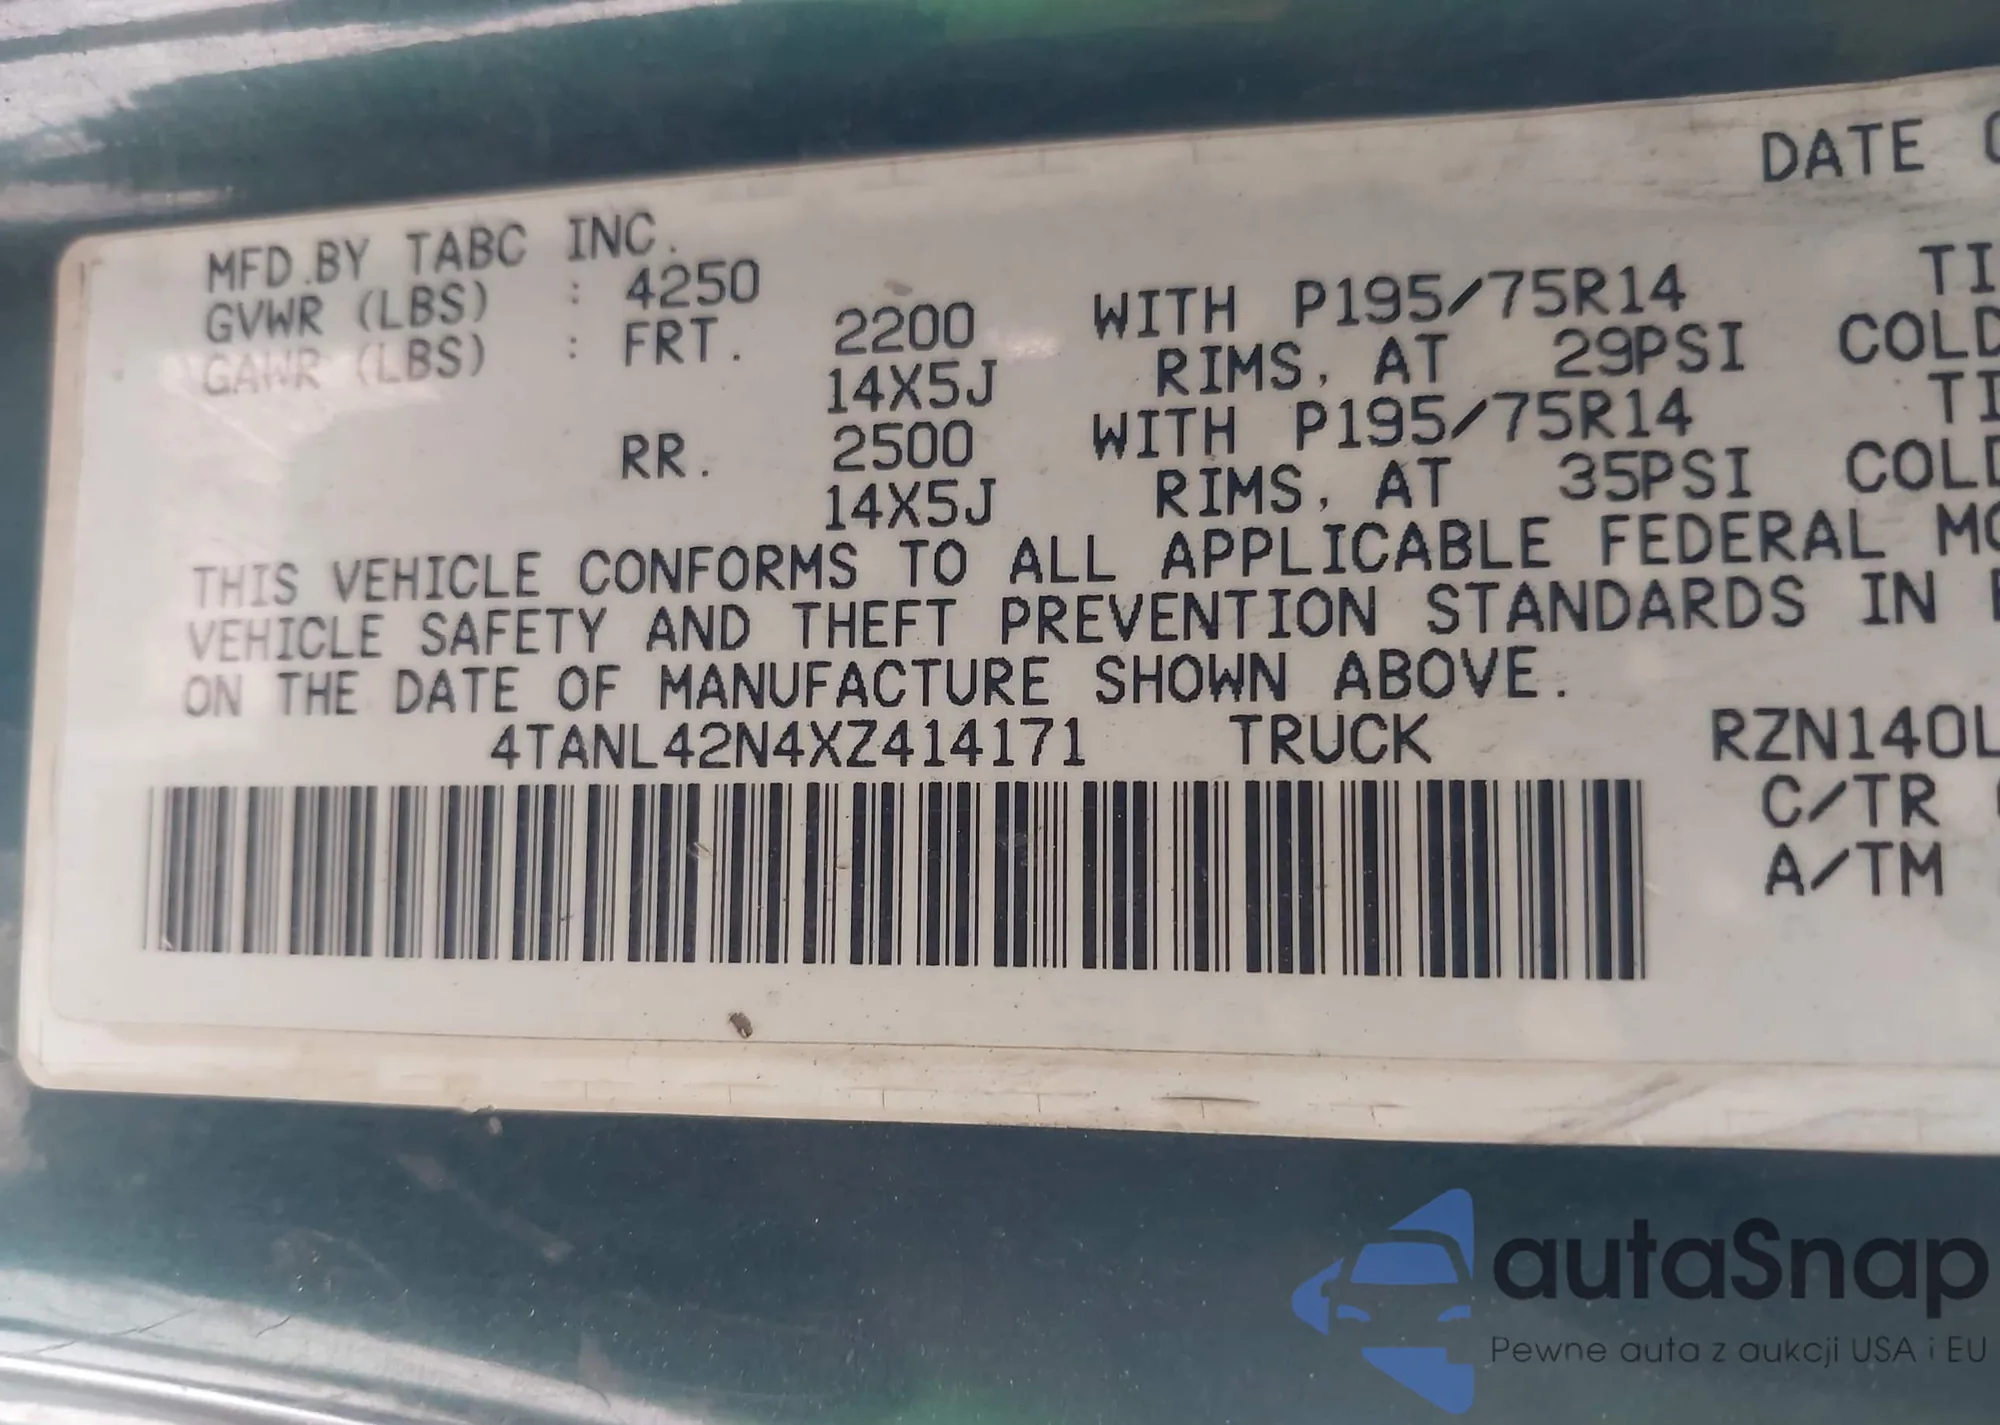 DATE
MFD.BY TABC INC.
GVWR (LBS) : 4250
GAWR (LBS) : FRT. 2200 WITH P195/75R14
14X5J RIMS, AT 29PSI COLD
RR. 2500 WITH P195/75R14
14X5J RIMS, AT 35PSI COLD
THIS VEHICLE CONFORMS TO ALL APPLICABLE FEDERAL
VEHICLE SAFETY AND THEFT PREVENTION STANDARDS IN
ON THE DATE OF MANUFACTURE SHOWN ABOVE.
4TANL42N4XZ414171 TRUCK RZN140L
C/TR
A/TM
autaSnap
Pewne auta z aukcji USA i EU